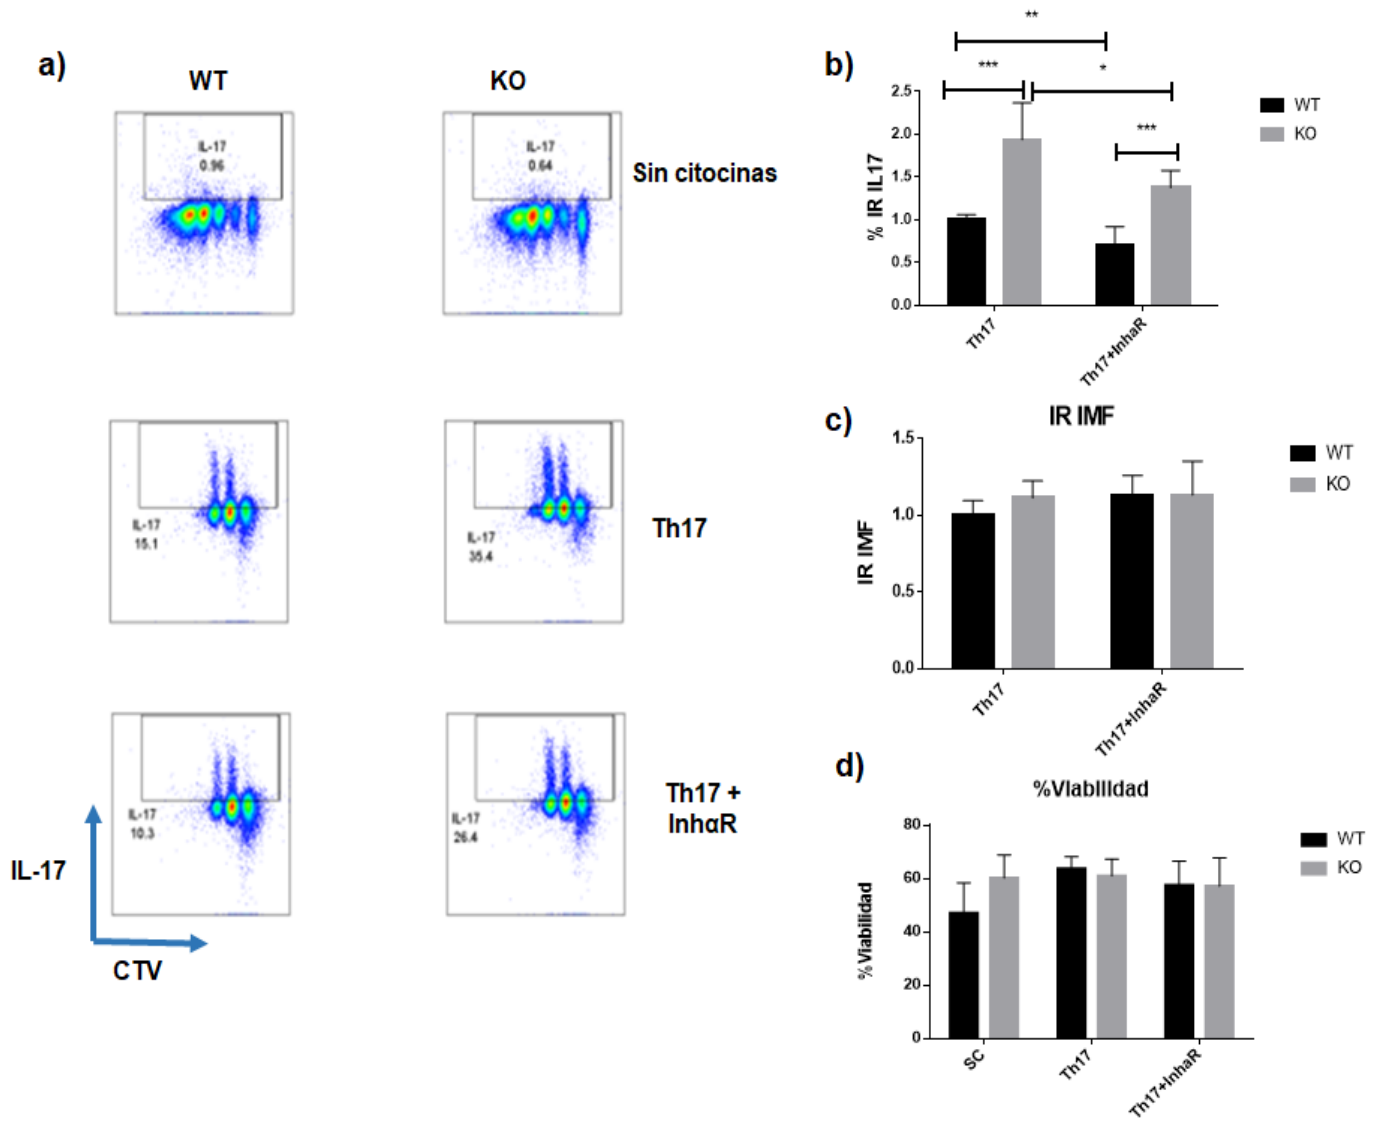 a)
WT
KO
IL-17
0.96
IL-17
0.64
Sin citocinas
IL-17
15.1
IL-17
35.4
Th17
IL-17
10.3
IL-17
26.4
Th17 +
InhαR
IL-17
CTV
b)
**
***
*
***
% IR IL17
2.5
2.0
1.5
1.0
0.5
0.0
Th17
Th17+InhaR
WT
KO
c)
IR IMF
IR IMF
1.5
1.0
0.5
0.0
Th17
Th17+InhaR
WT
KO
d)
%Viabilidad
%Viabilidad
80
60
40
20
0
SC
Th17
Th17+InhaR
WT
KO